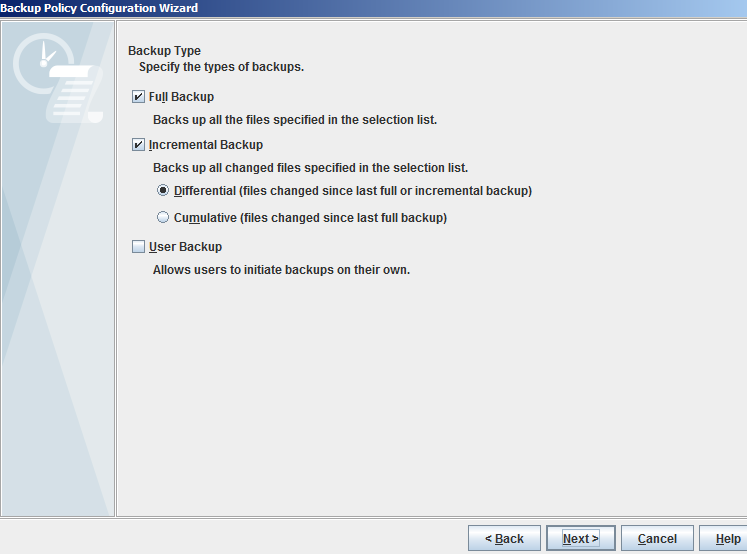 Backup Policy Configuration Wizard
Backup Type
Specify the types of backups.
Full Backup
Backs up all the files specified in the selection list.
Incremental Backup
Backs up all changed files specified in the selection list.
Differential (files changed since last full or incremental backup)
Cumulative (files changed since last full backup)
User Backup
Allows users to initiate backups on their own.
< Back Next > Cancel Help